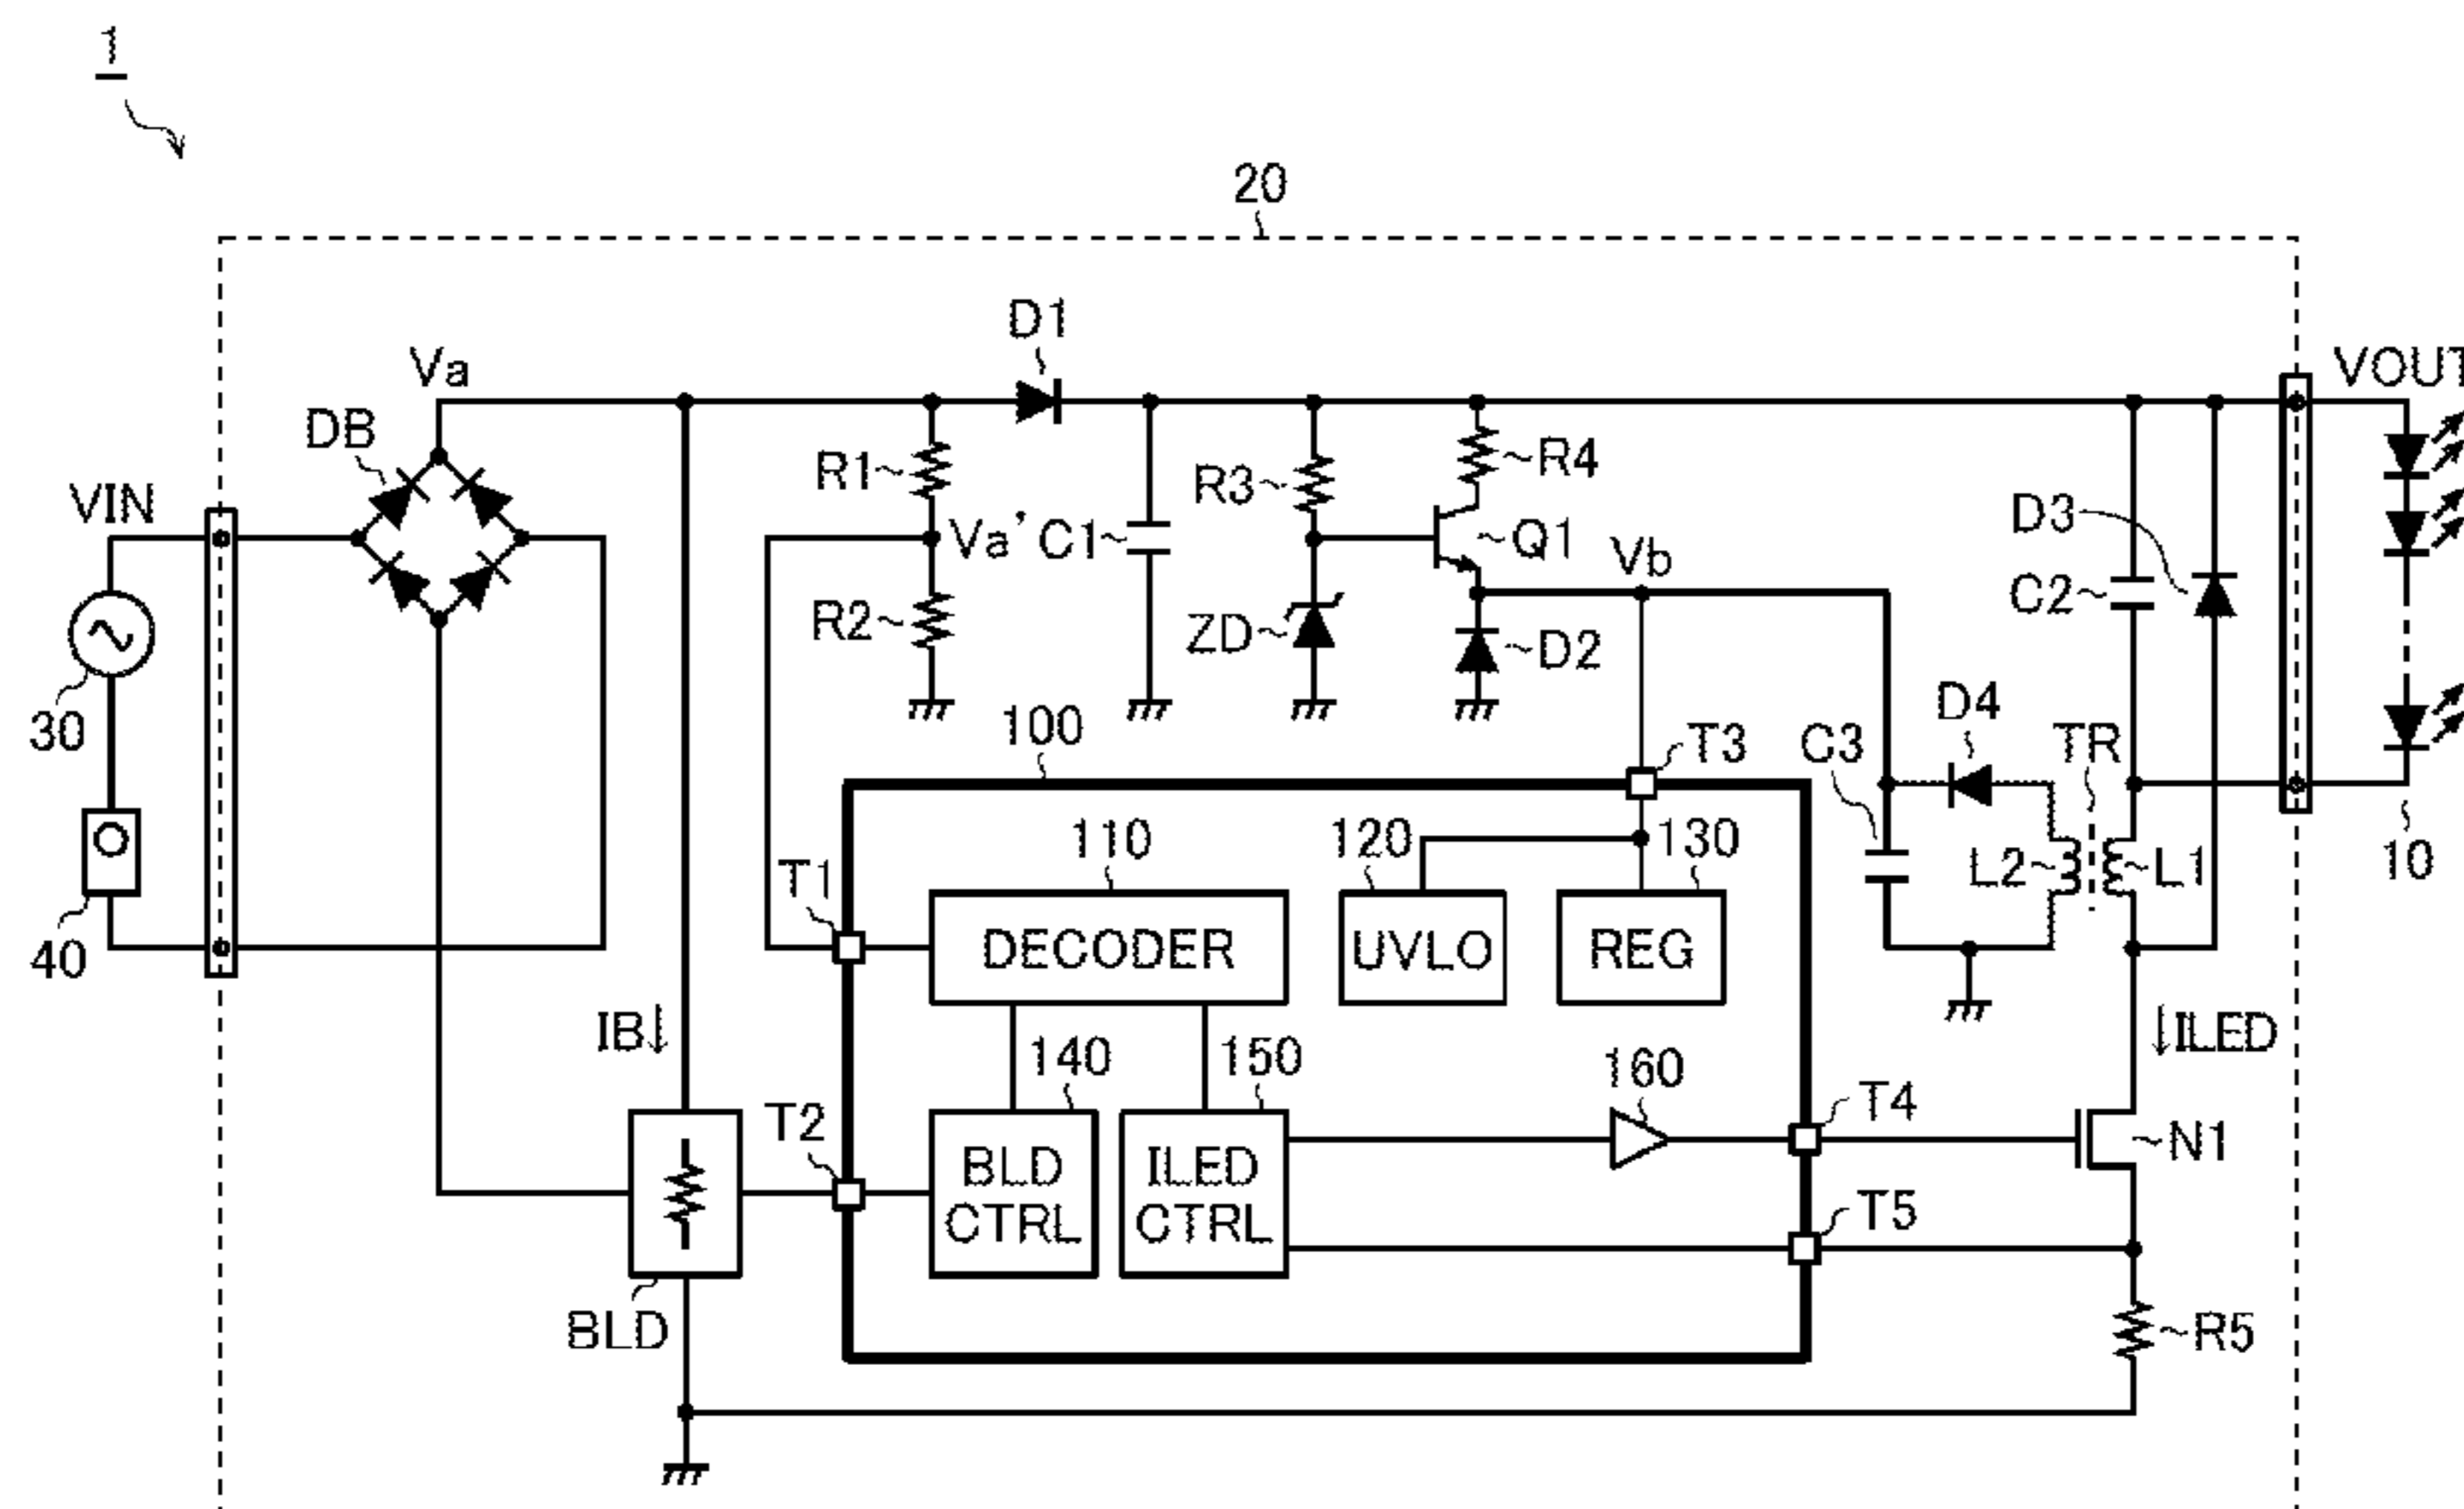 1
20
D1
Va
VOUT
DB
VIN
R1
R3
R4
Va'
C1
Q1
Vb
D3
C2
R2
ZD
D2
30
100
T3
C3
D4
TR
110
120
130
T1
L2
L1
10
40
DECODER
UVLO
REG
IB
140
150
160
ILED
T2
T4
BLD
CTRL
ILED
CTRL
N1
T5
BLD
R5